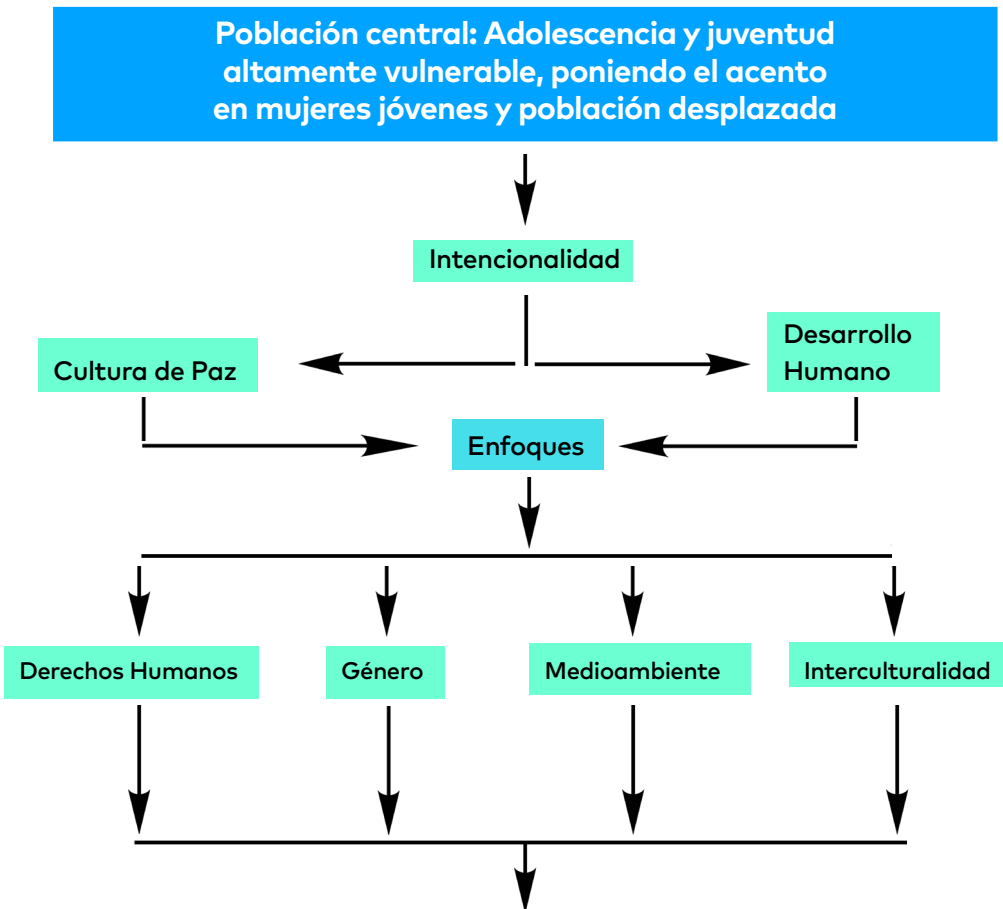 Población central: Adolescencia y juventud
altamente vulnerable, poniendo el acento
en mujeres jóvenes y población desplazada
Intencionalidad
Cultura de Paz
Desarrollo
Humano
Enfoques
Derechos Humanos
Género
Medioambiente
Interculturalidad